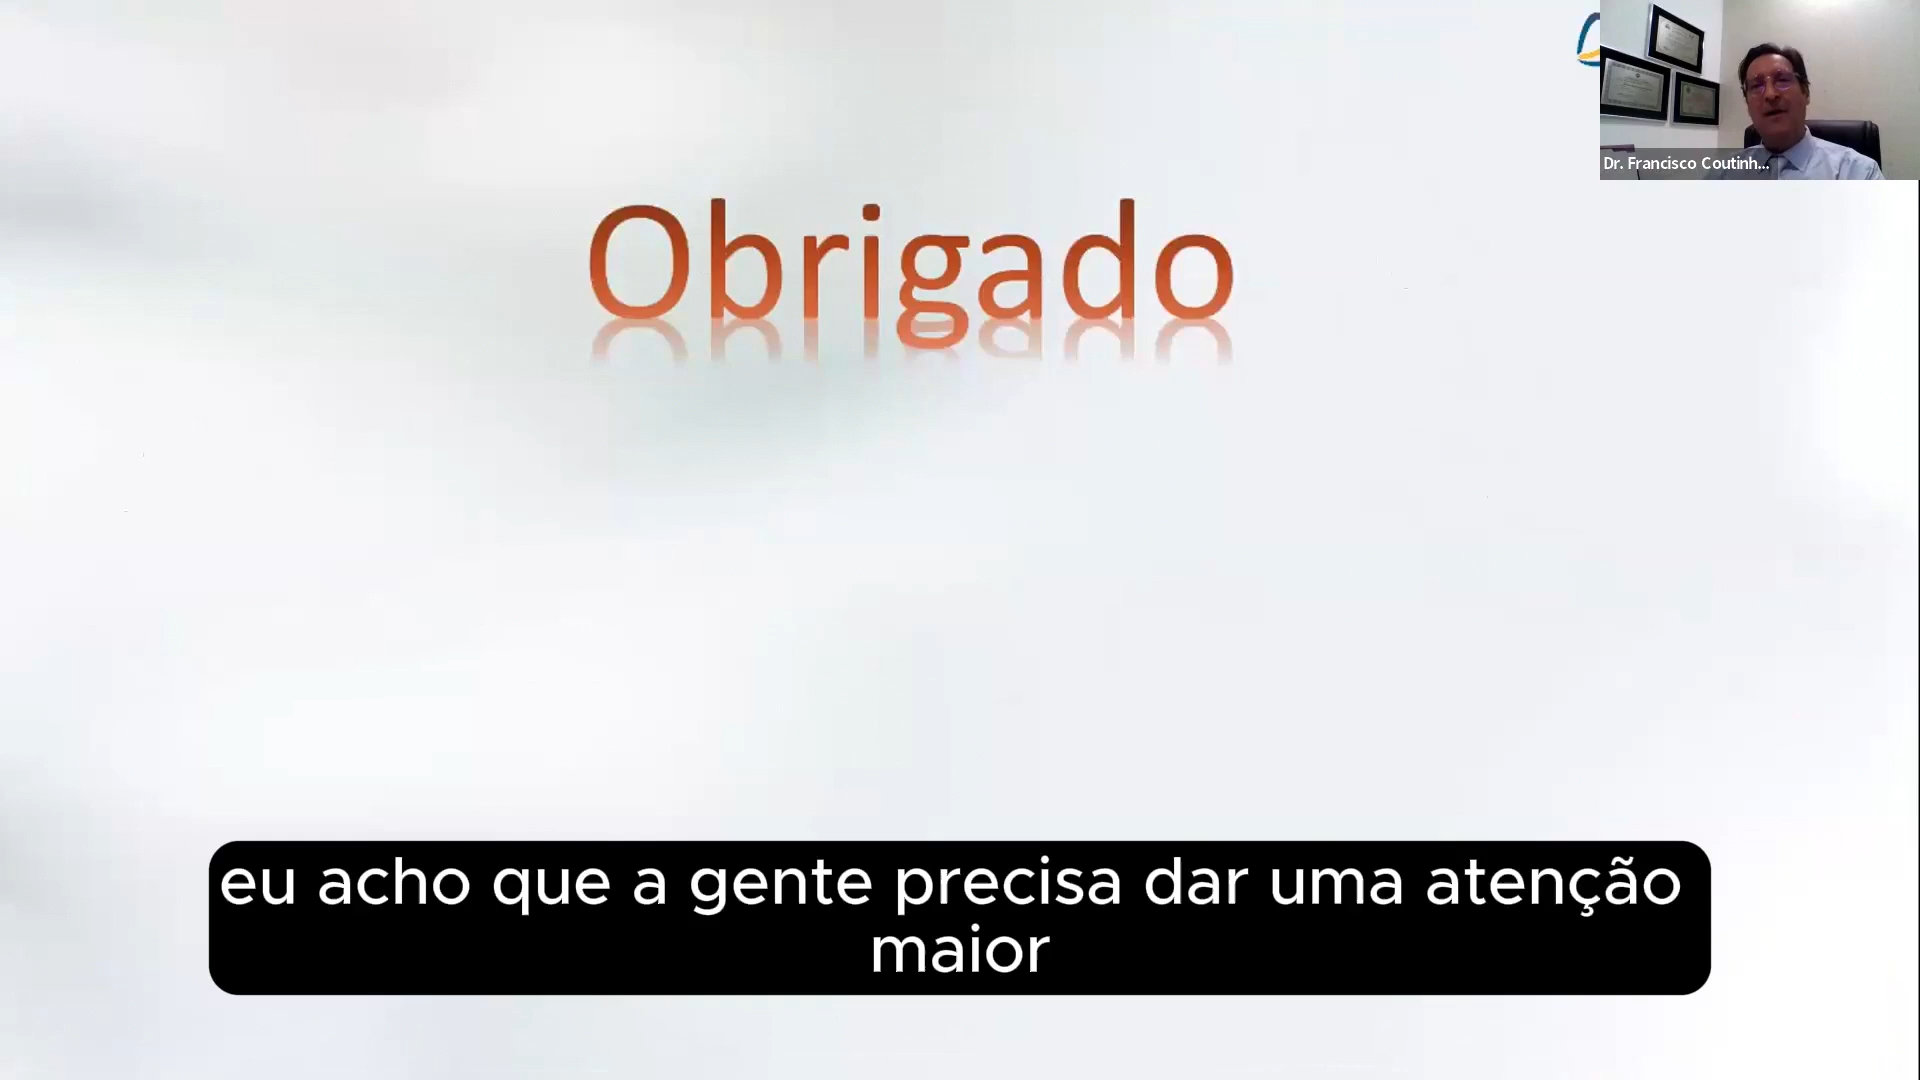 Dr. Francisco Coutinh...
Obrigado
eu acho que a gente precisa dar uma atenção
maior